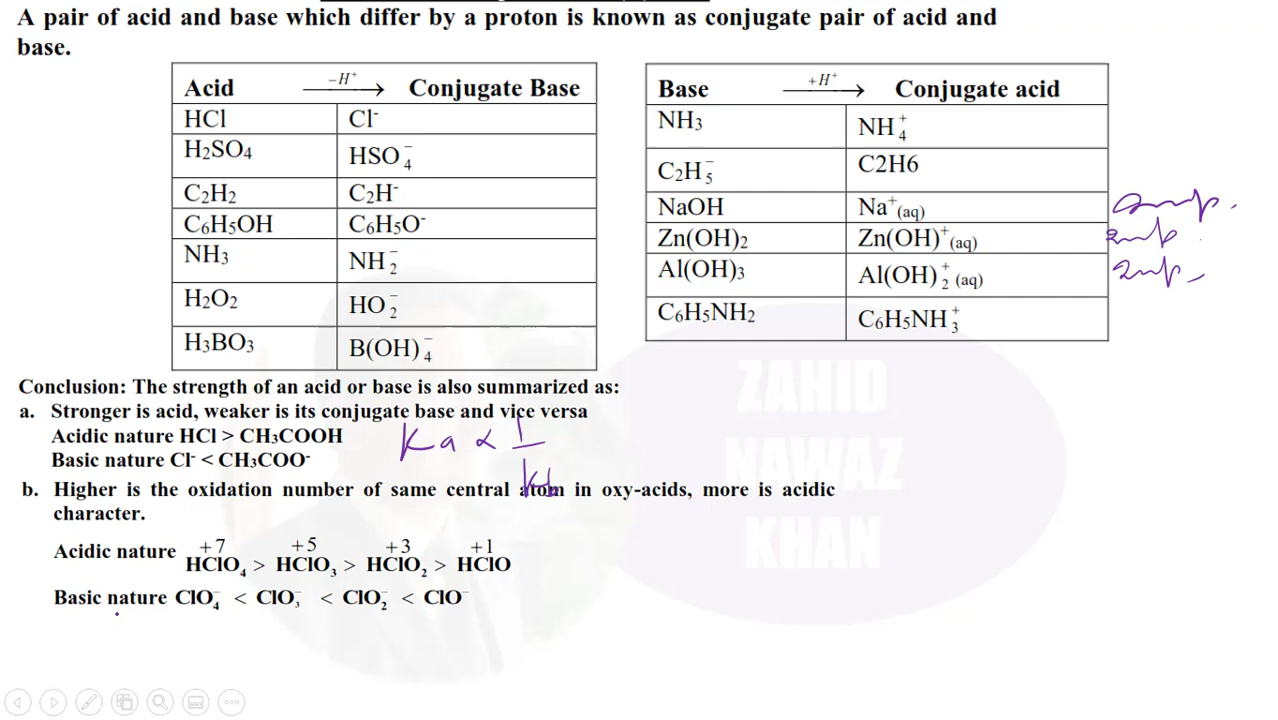 A pair of acid and base which differ by a proton is known as conjugate pair of acid and
base.
Acid −H⁺ → Conjugate Base
HCl Cl⁻
H₂SO₄ HSO₄⁻
C₂H₂ C₂H⁻
C₆H₅OH C₆H₅O⁻
NH₃ NH₂⁻
H₂O₂ HO₂⁻
H₃BO₃ B(OH)₄⁻
Base +H⁺ → Conjugate acid
NH₃ NH₄⁺
C₂H₅⁻ C2H6
NaOH Na⁺(aq)
Zn(OH)₂ Zn(OH)⁺(aq)
Al(OH)₃ Al(OH)₂⁺(aq)
C₆H₅NH₂ C₆H₅NH₃⁺
Conclusion: The strength of an acid or base is also summarized as:
a. Stronger is acid, weaker is its conjugate base and vice versa
Acidic nature HCl > CH₃COOH
Basic nature Cl⁻ < CH₃COO⁻
Ka ∝ 1/Kb
b. Higher is the oxidation number of same central atom in oxy-acids, more is acidic
character.
+7 +5 +3 +1
Acidic nature HClO₄ > HClO₃ > HClO₂ > HClO
Basic nature ClO₄⁻ < ClO₃⁻ < ClO₂⁻ < ClO⁻
ZAHID
NAWAZ
KHAN